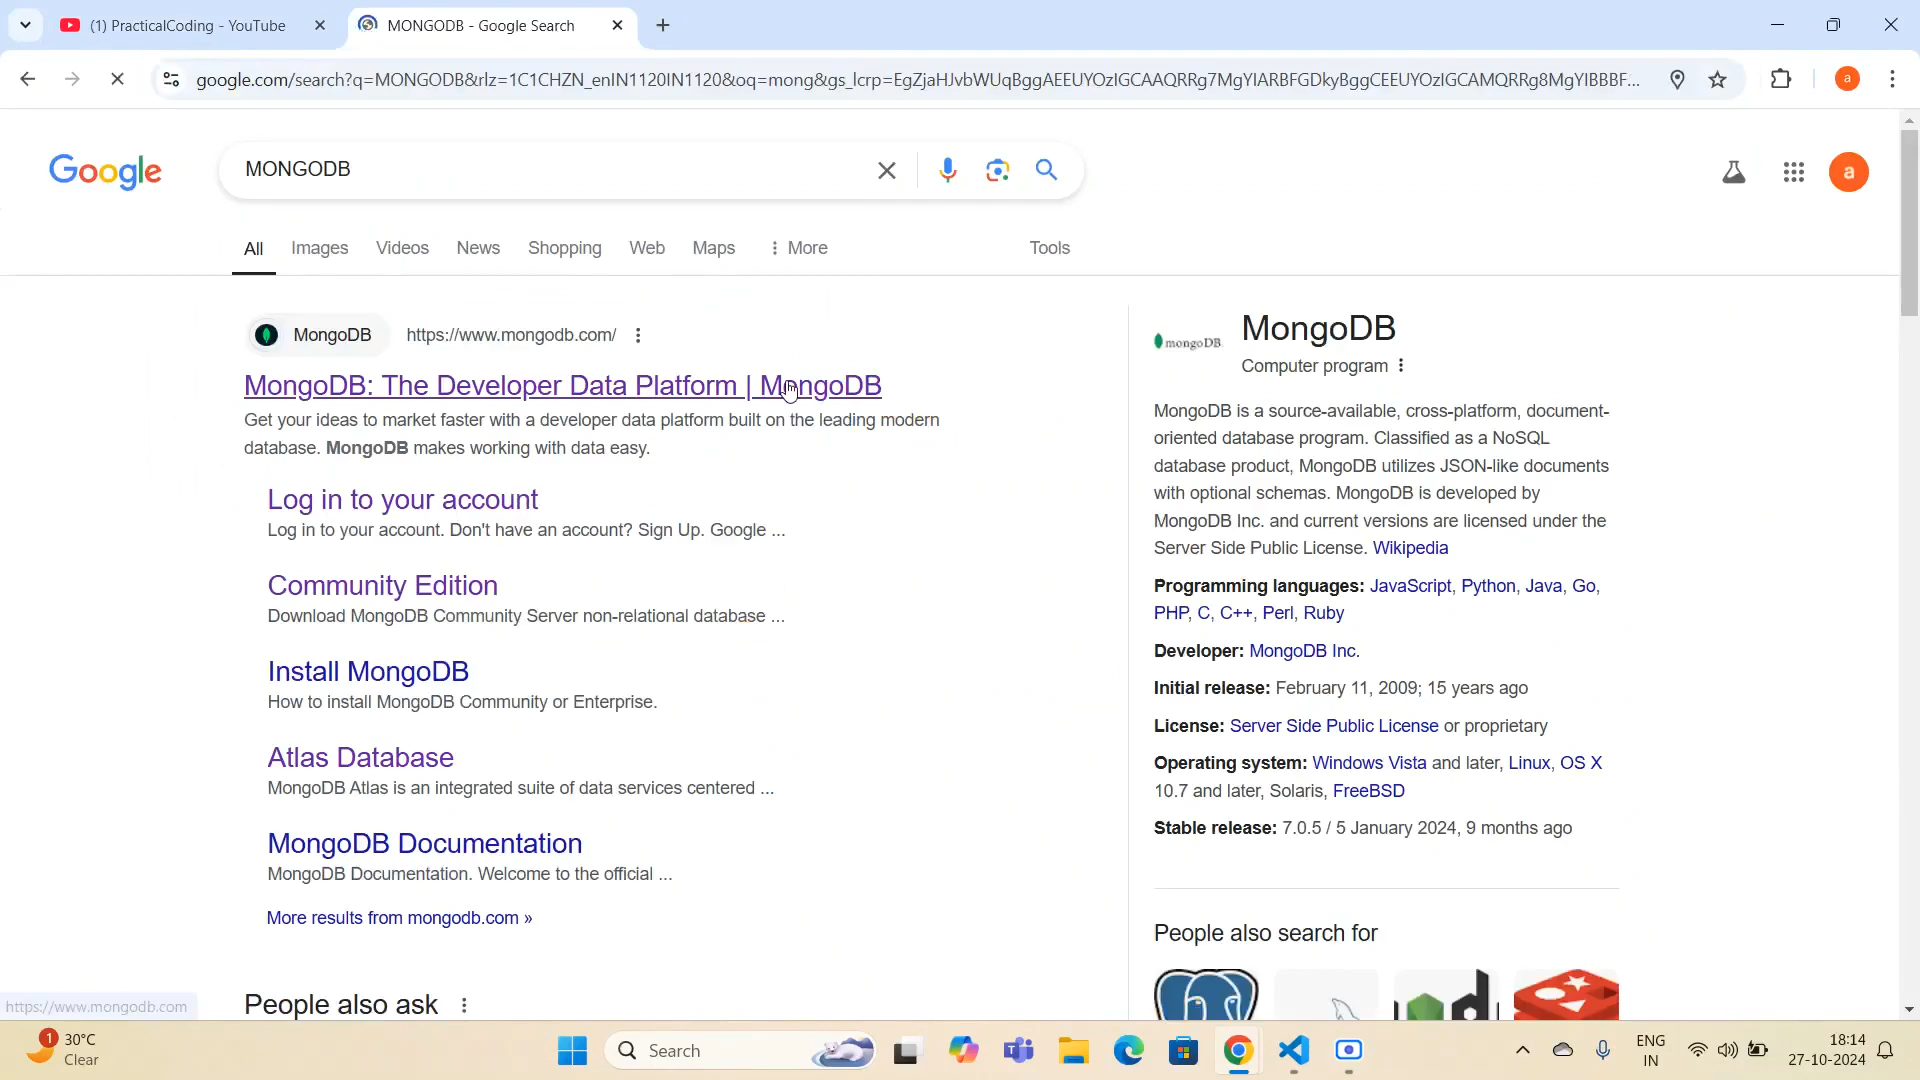 (1) PracticalCoding - YouTube
MONGODB - Google Search
google.com/search?q=MONGODB&rlz=1C1CHZN_enIN1120IN1120&oq=mong&gs_lcrp=EgZjaHJvbWUqBggAEEUYOzIGCAAQRRg7MgYIARBFGDkyBggCEEUYOzIGCAMQRRg8MgYIBBBF...
a
Google
MONGODB
a
All Images Videos News Shopping Web Maps More Tools
MongoDB https://www.mongodb.com/
MongoDB: The Developer Data Platform | MongoDB
Get your ideas to market faster with a developer data platform built on the leading modern
database. MongoDB makes working with data easy.
Log in to your account
Log in to your account. Don't have an account? Sign Up. Google ...
Community Edition
Download MongoDB Community Server non-relational database ...
Install MongoDB
How to install MongoDB Community or Enterprise.
Atlas Database
MongoDB Atlas is an integrated suite of data services centered ...
MongoDB Documentation
MongoDB Documentation. Welcome to the official ...
More results from mongodb.com »
People also ask
https://www.mongodb.com
mongoDB
MongoDB
Computer program
MongoDB is a source-available, cross-platform, document-
oriented database program. Classified as a NoSQL
database product, MongoDB utilizes JSON-like documents
with optional schemas. MongoDB is developed by
MongoDB Inc. and current versions are licensed under the
Server Side Public License. Wikipedia
Programming languages: JavaScript, Python, Java, Go,
PHP, C, C++, Perl, Ruby
Developer: MongoDB Inc.
Initial release: February 11, 2009; 15 years ago
License: Server Side Public License or proprietary
Operating system: Windows Vista and later, Linux, OS X
10.7 and later, Solaris, FreeBSD
Stable release: 7.0.5 / 5 January 2024, 9 months ago
People also search for
1
30°C
Clear
Search
ENG
IN
18:14
27-10-2024